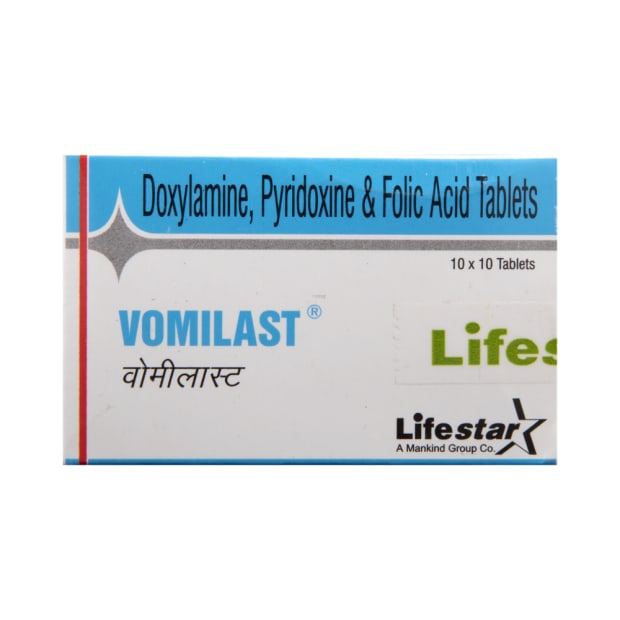 Doxylamine, Pyridoxine & Folic Acid Tablets
10 x 10 Tablets
VOMILAST ®
वोमीलास्ट
Lifes
Lifestar
A Mankind Group Co.